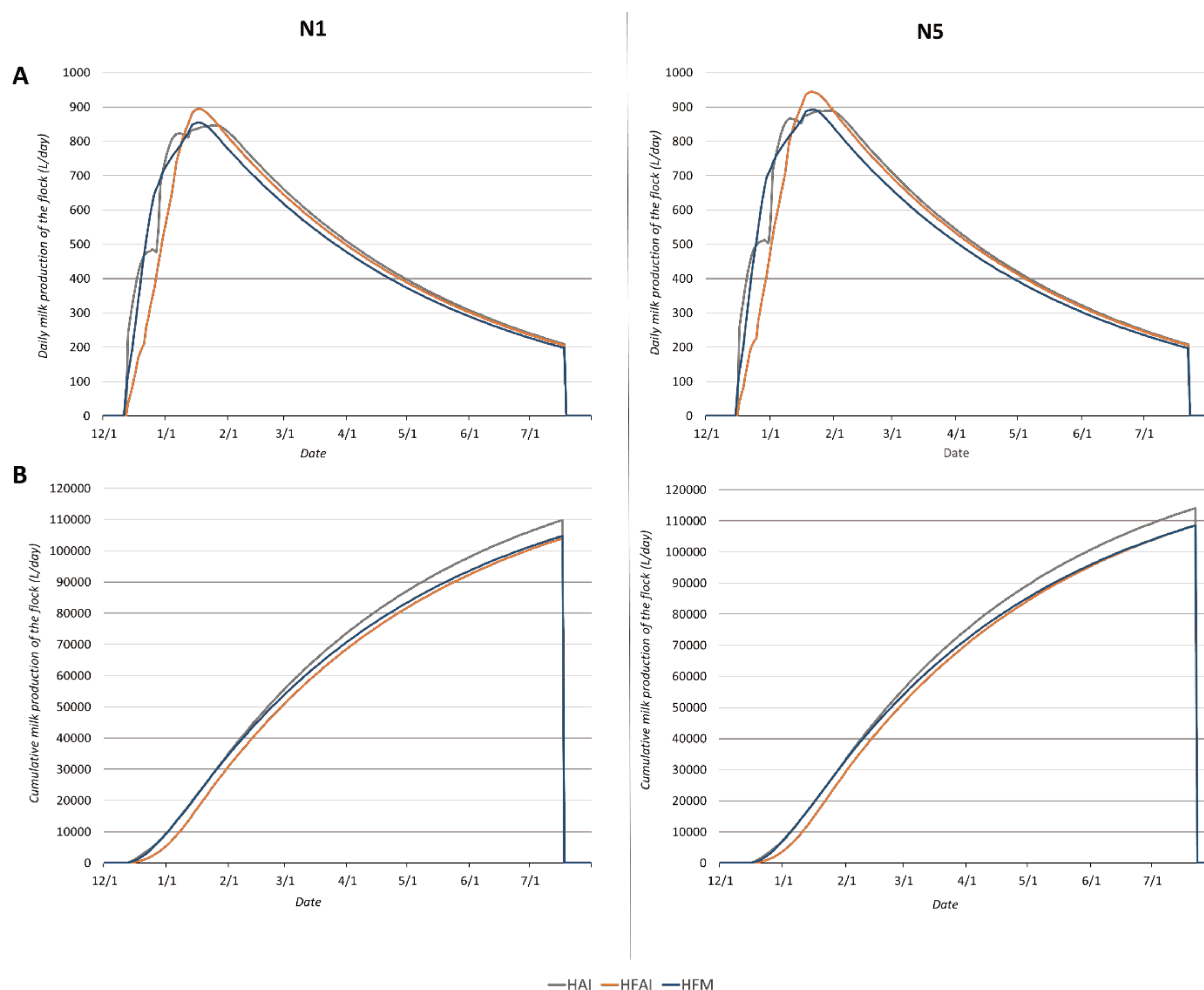 N1
N5
A
Daily milk production of the flock (L/day)
1000
900
800
700
600
500
400
300
200
100
0
12/1 1/1 2/1 3/1 4/1 5/1 6/1 7/1
Date
Daily milk production of the flock (L/day)
1000
900
800
700
600
500
400
300
200
100
0
12/1 1/1 2/1 3/1 4/1 5/1 6/1 7/1
Date
B
Cumulative milk production of the flock (L/day)
120000
110000
100000
90000
80000
70000
60000
50000
40000
30000
20000
10000
0
12/1 1/1 2/1 3/1 4/1 5/1 6/1 7/1
Date
Cumulative milk production of the flock (L/day)
120000
110000
100000
90000
80000
70000
60000
50000
40000
30000
20000
10000
0
12/1 1/1 2/1 3/1 4/1 5/1 6/1 7/1
Date
HAI HFAI HFM